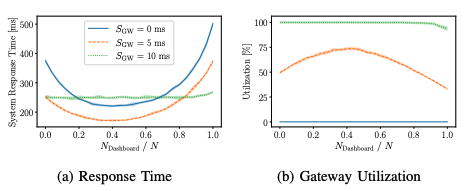 System Response Time [ms]
500
400
300
200
S_GW = 0 ms
S_GW = 5 ms
S_GW = 10 ms
0.0 0.2 0.4 0.6 0.8 1.0
N_Dashboard / N
(a) Response Time
Utilization [%]
100
75
50
25
0
0.0 0.2 0.4 0.6 0.8 1.0
N_Dashboard / N
(b) Gateway Utilization